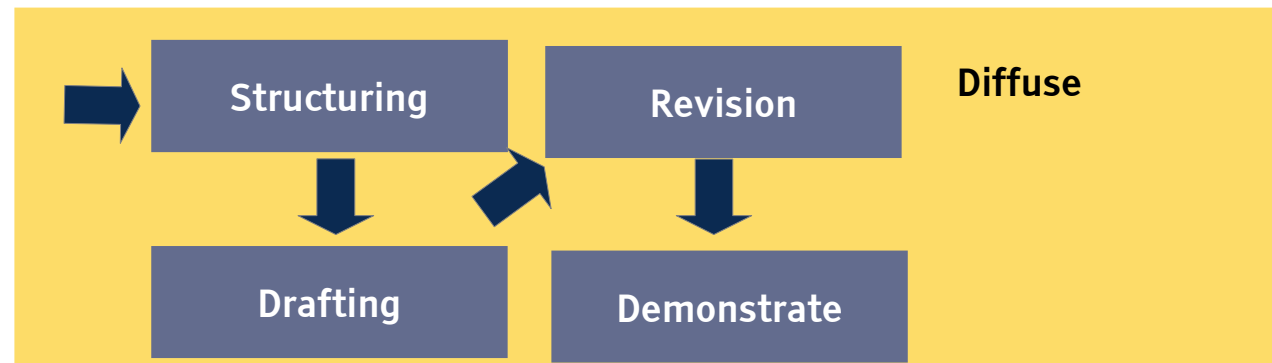 Structuring
Revision
Diffuse
Drafting
Demonstrate